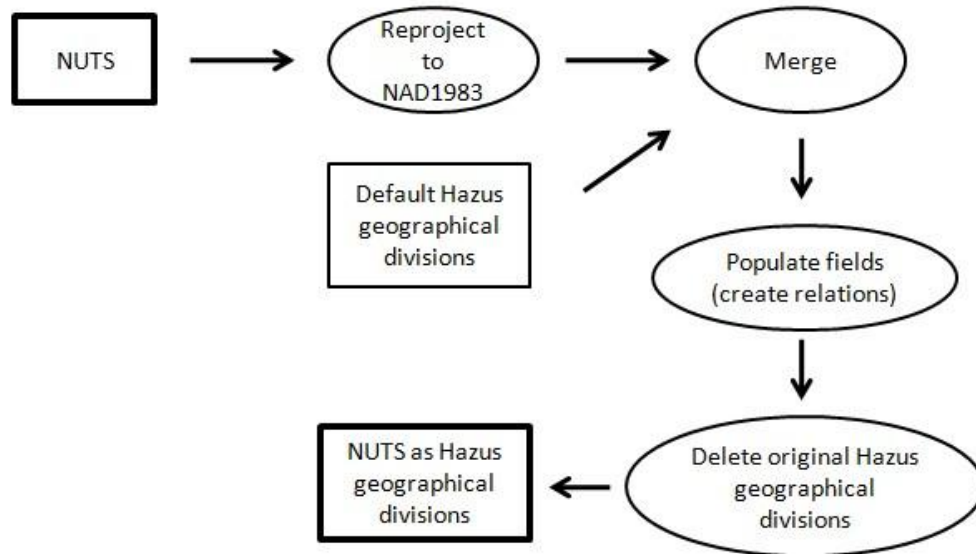 NUTS
Reproject
to
NAD1983
Merge
Default Hazus
geographical
divisions
Populate fields
(create relations)
Delete original Hazus
geographical
divisions
NUTS as Hazus
geographical
divisions